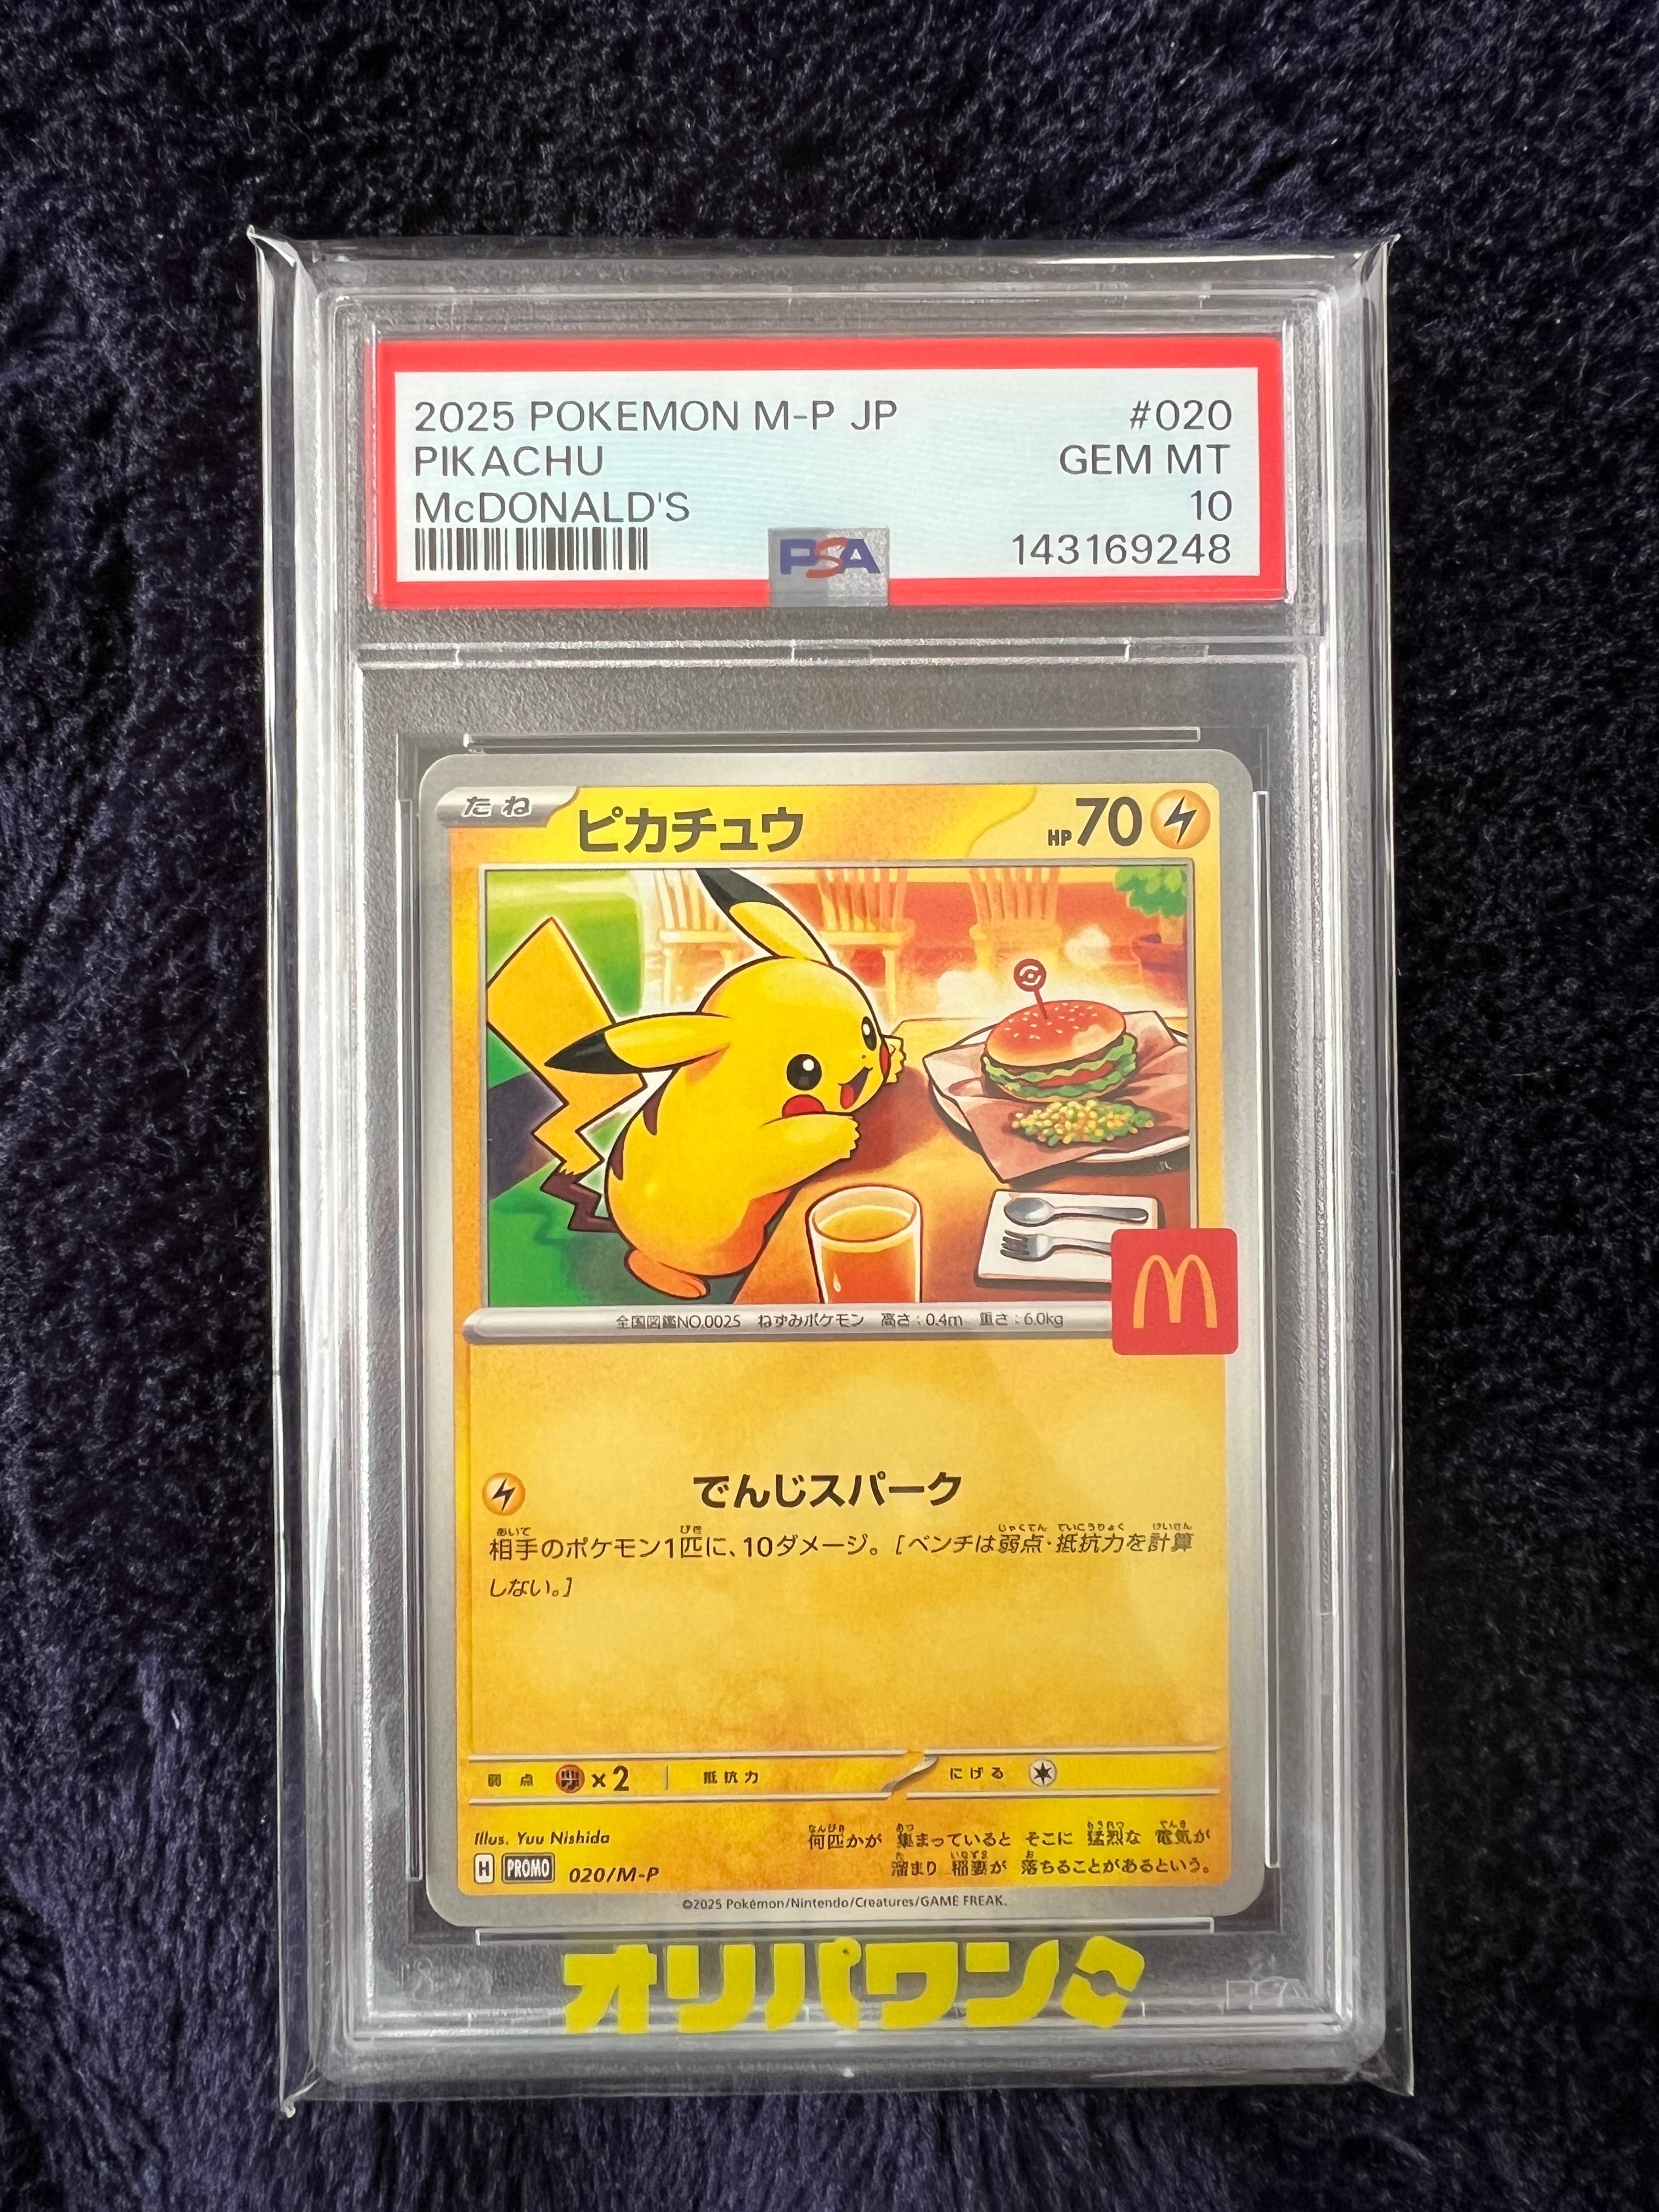 2025 POKEMON M-P JP #020
PIKACHU GEM MT
McDONALD'S 10
PSA 143169248
たね ピカチュウ HP70
全国図鑑NO.0025 ねずみポケモン 高さ:0.4m 重さ:6.0kg
でんじスパーク
相手のポケモン1匹に、10ダメージ。[ベンチは弱点・抵抗力を計算
しない。]
弱点 ×2 抵抗力 にげる
Illus. Yuu Nishida
何匹かが 集まっていると そこに 猛烈な 電気が
溜まり 稲妻が 落ちることがあるという。
H PROMO 020/M-P
©2025 Pokémon/Nintendo/Creatures/GAME FREAK.
オリパワン